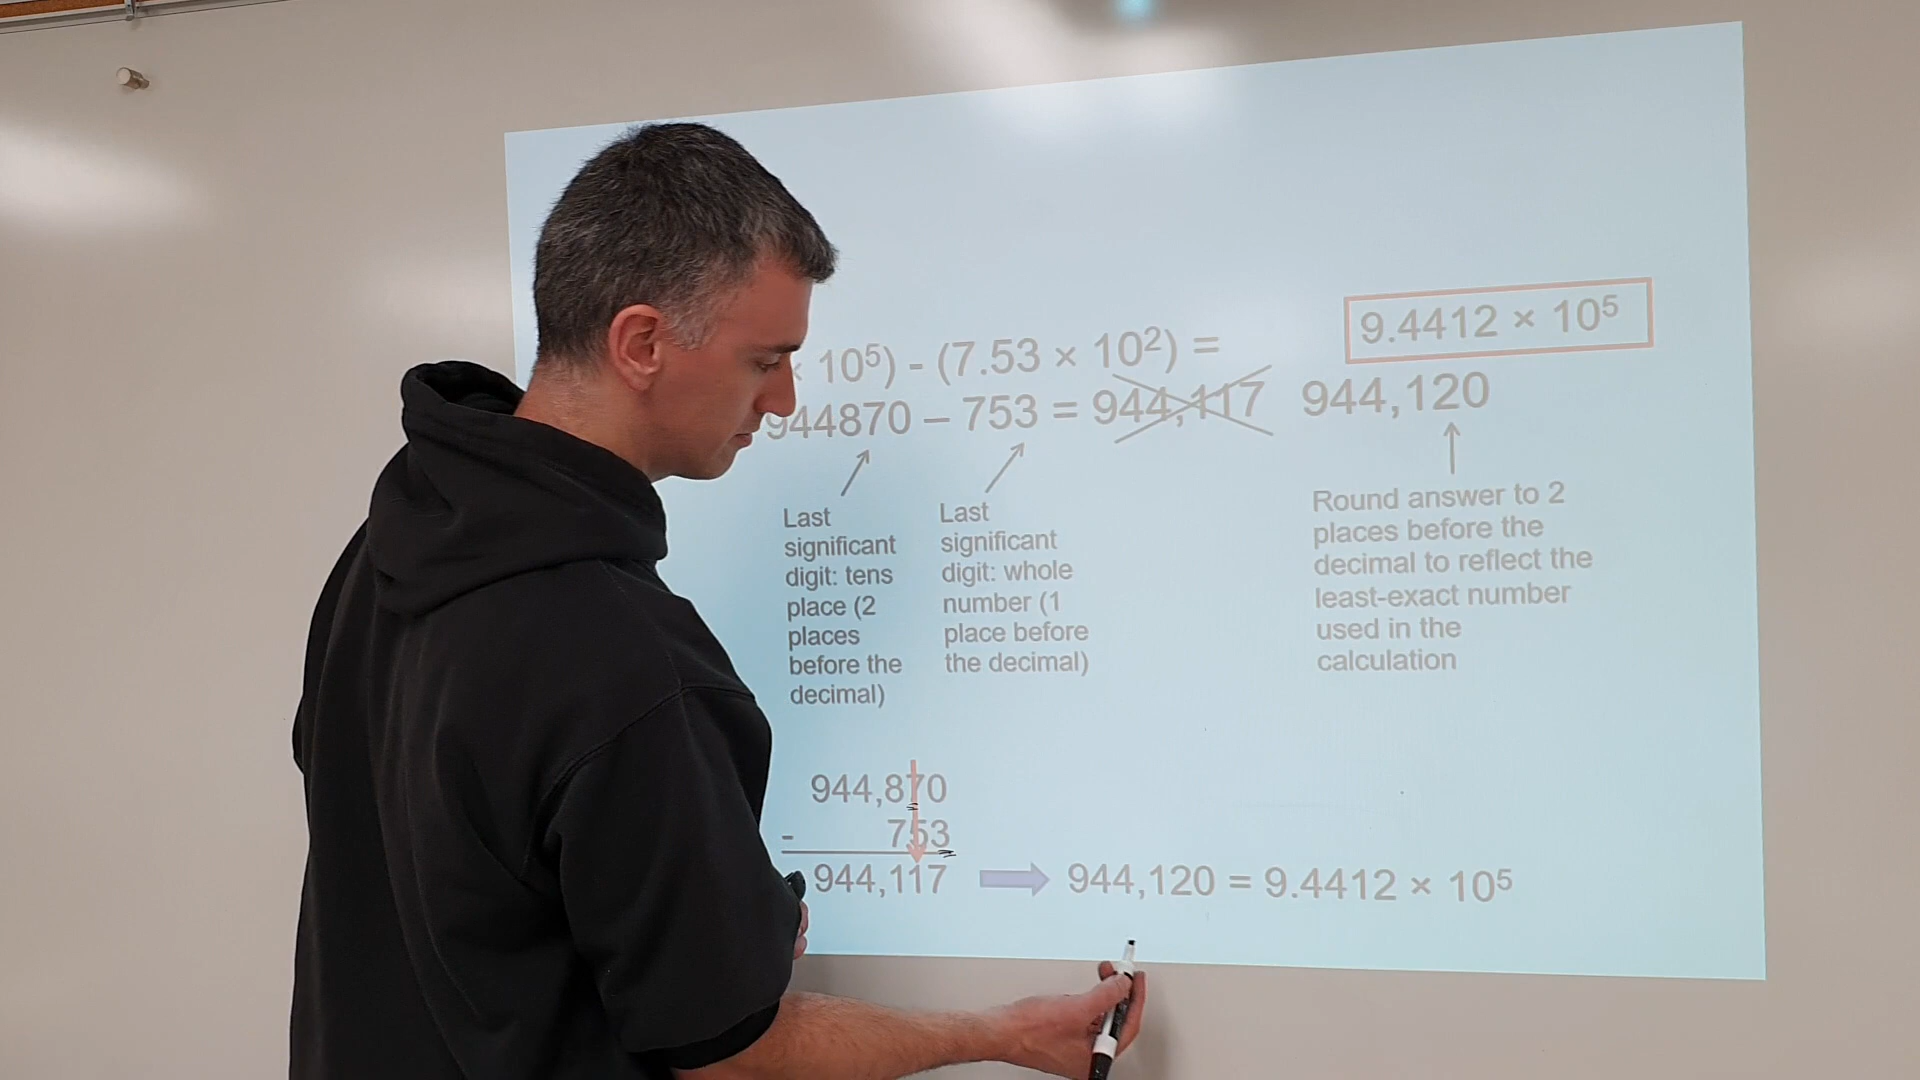 × 10⁵) - (7.53 × 10²) =
9.4412 × 10⁵
944870 – 753 = 944,117 944,120
Last
significant
digit: tens
place (2
places
before the
decimal)
Last
significant
digit: whole
number (1
place before
the decimal)
Round answer to 2
places before the
decimal to reflect the
least-exact number
used in the
calculation
944,870
- 753
944,117 944,120 = 9.4412 × 10⁵